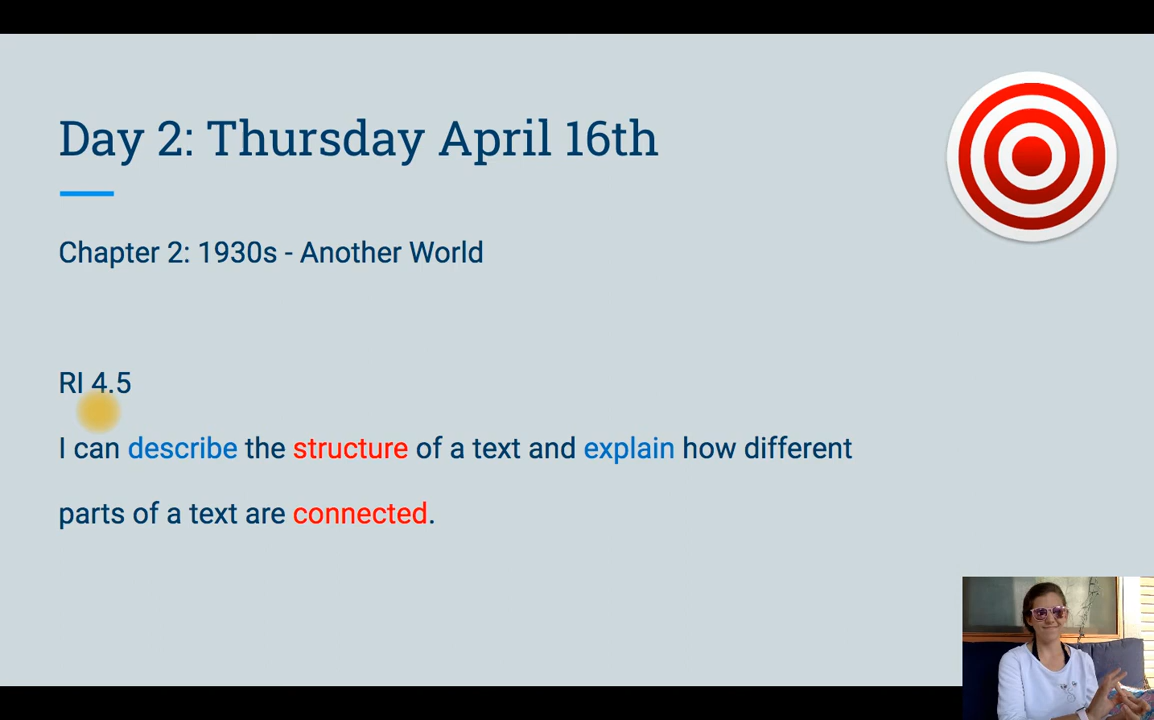 Day 2: Thursday April 16th
Chapter 2: 1930s - Another World
RI 4.5
I can describe the structure of a text and explain how different
parts of a text are connected.